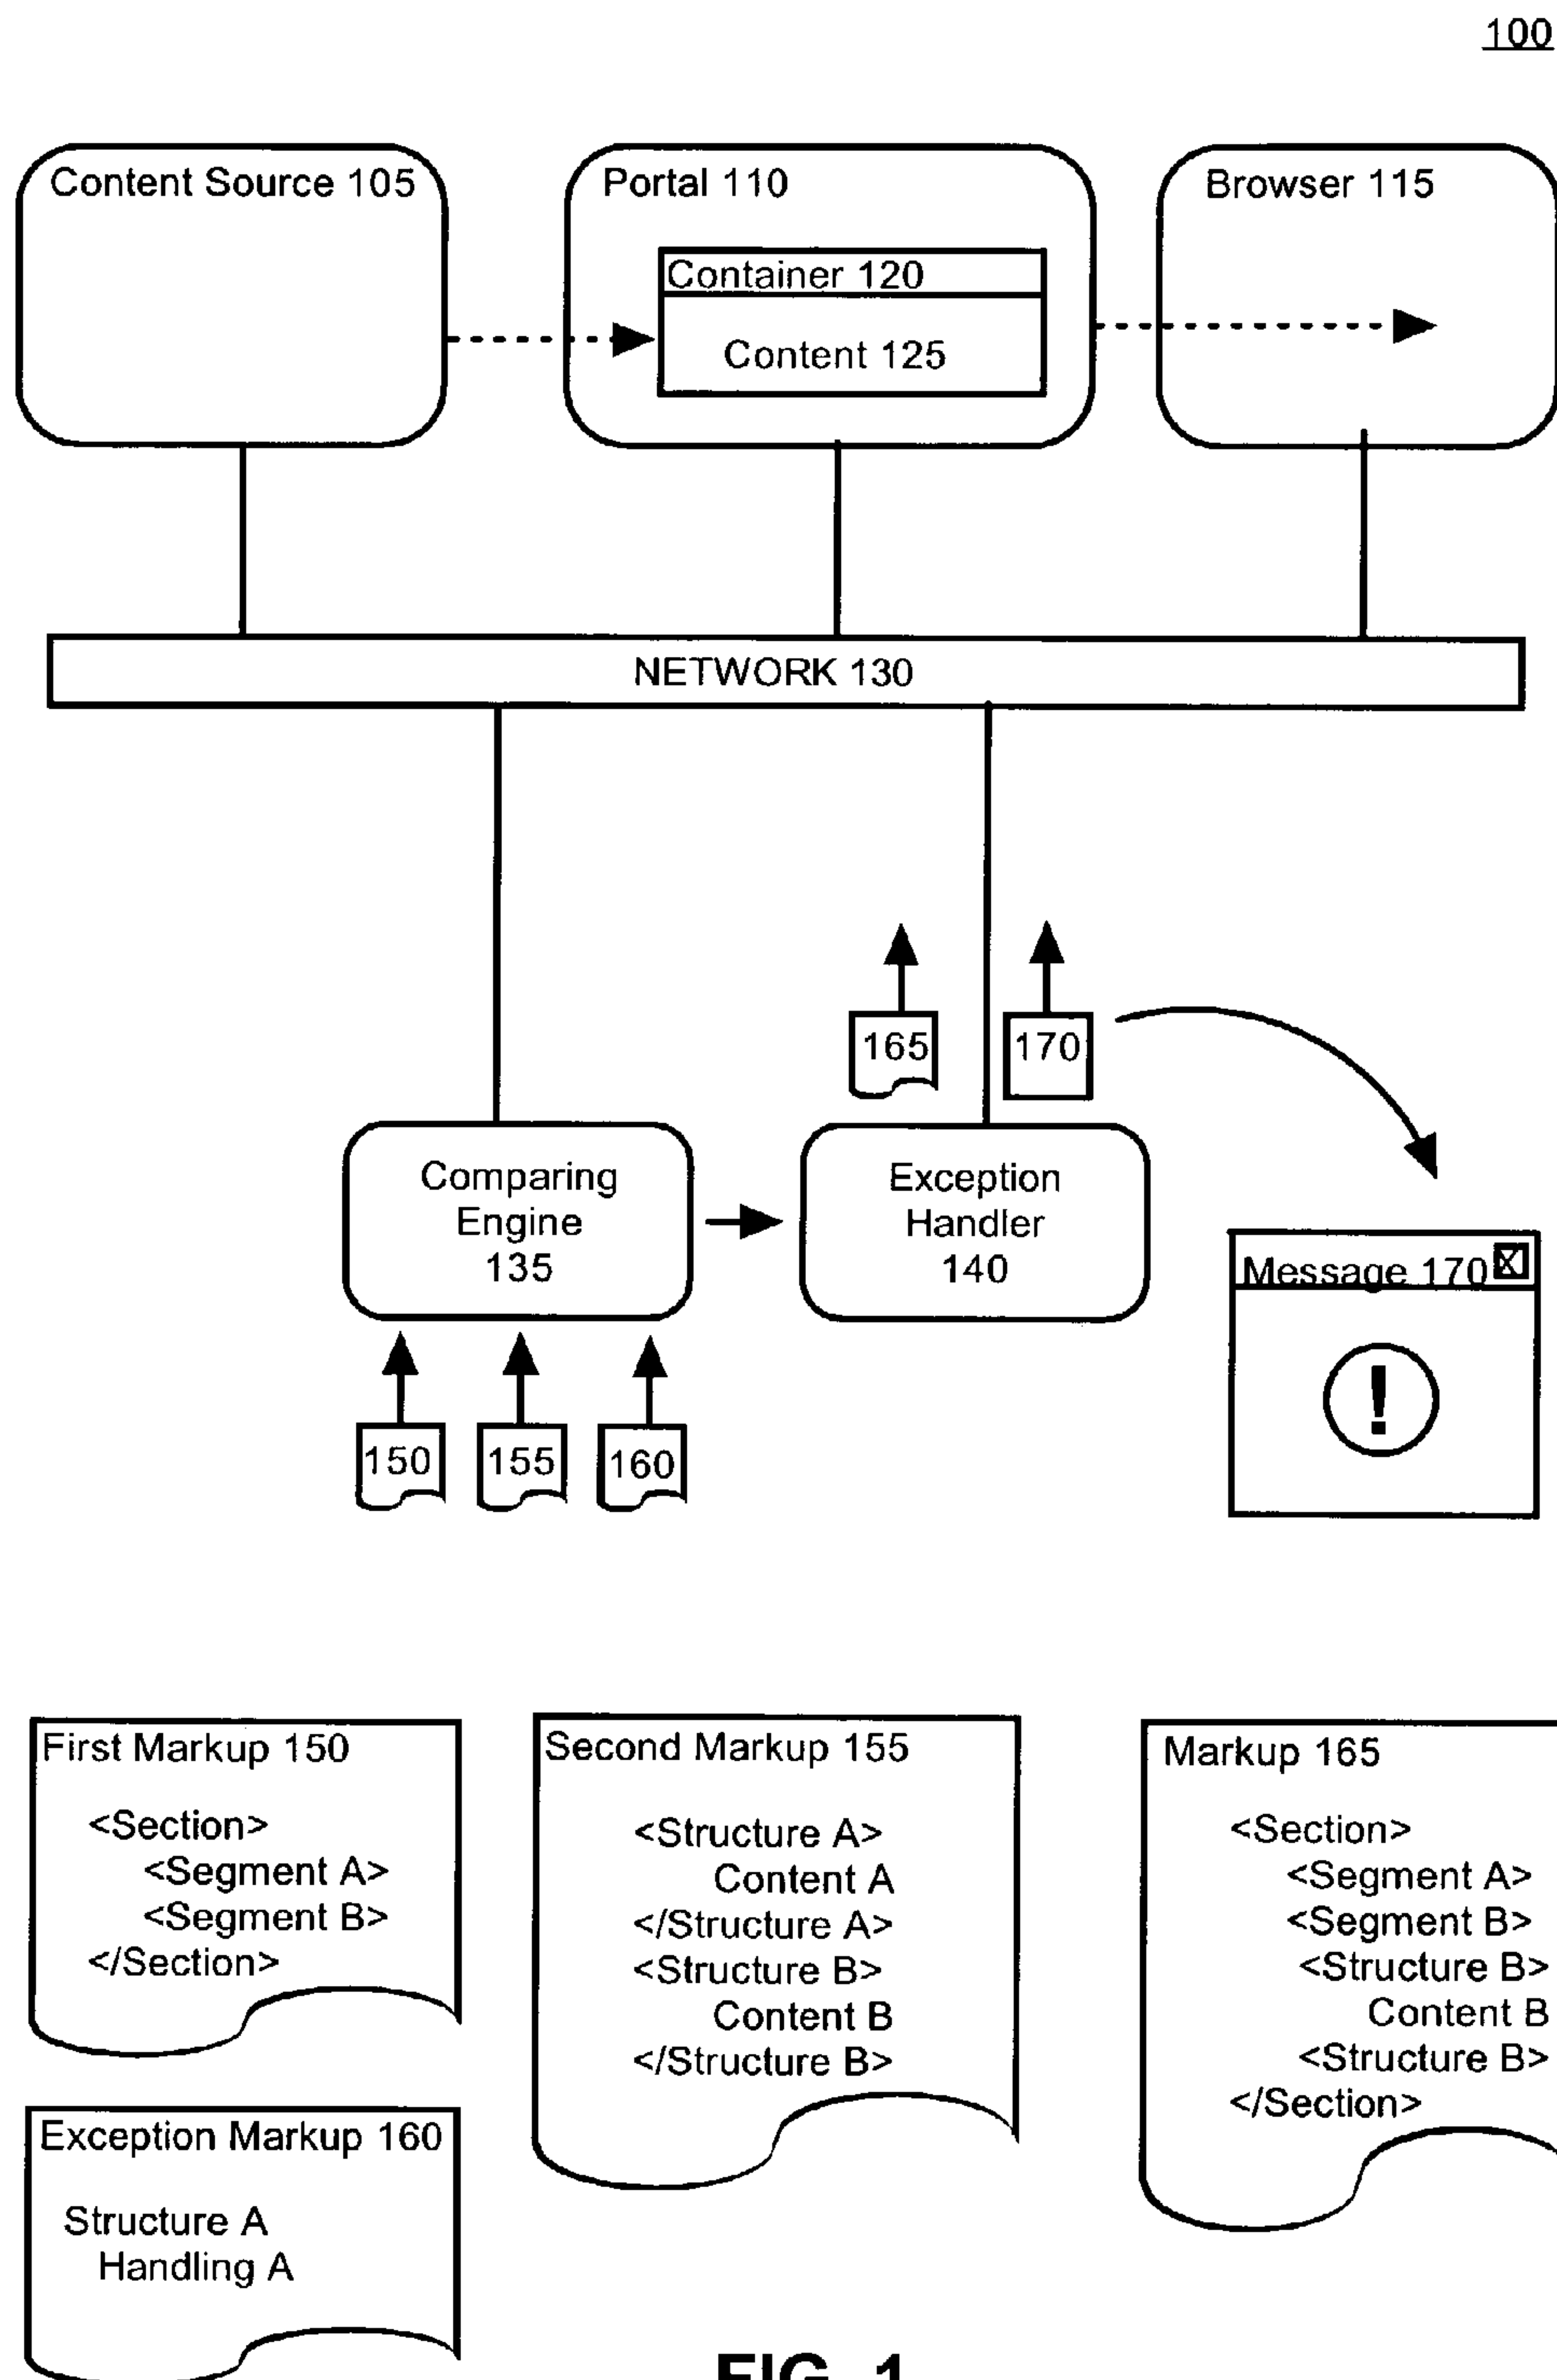 100
Content Source 105
Portal 110
Browser 115
Container 120
Content 125
NETWORK 130
165
170
Comparing
Engine
135
Exception
Handler
140
Message 170
!
150
155
160
First Markup 150
<Section>
<Segment A>
<Segment B>
</Section>
Second Markup 155
<Structure A>
Content A
</Structure A>
<Structure B>
Content B
</Structure B>
Markup 165
<Section>
<Segment A>
<Segment B>
<Structure B>
Content B
<Structure B>
</Section>
Exception Markup 160
Structure A
Handling A
FIG. 1